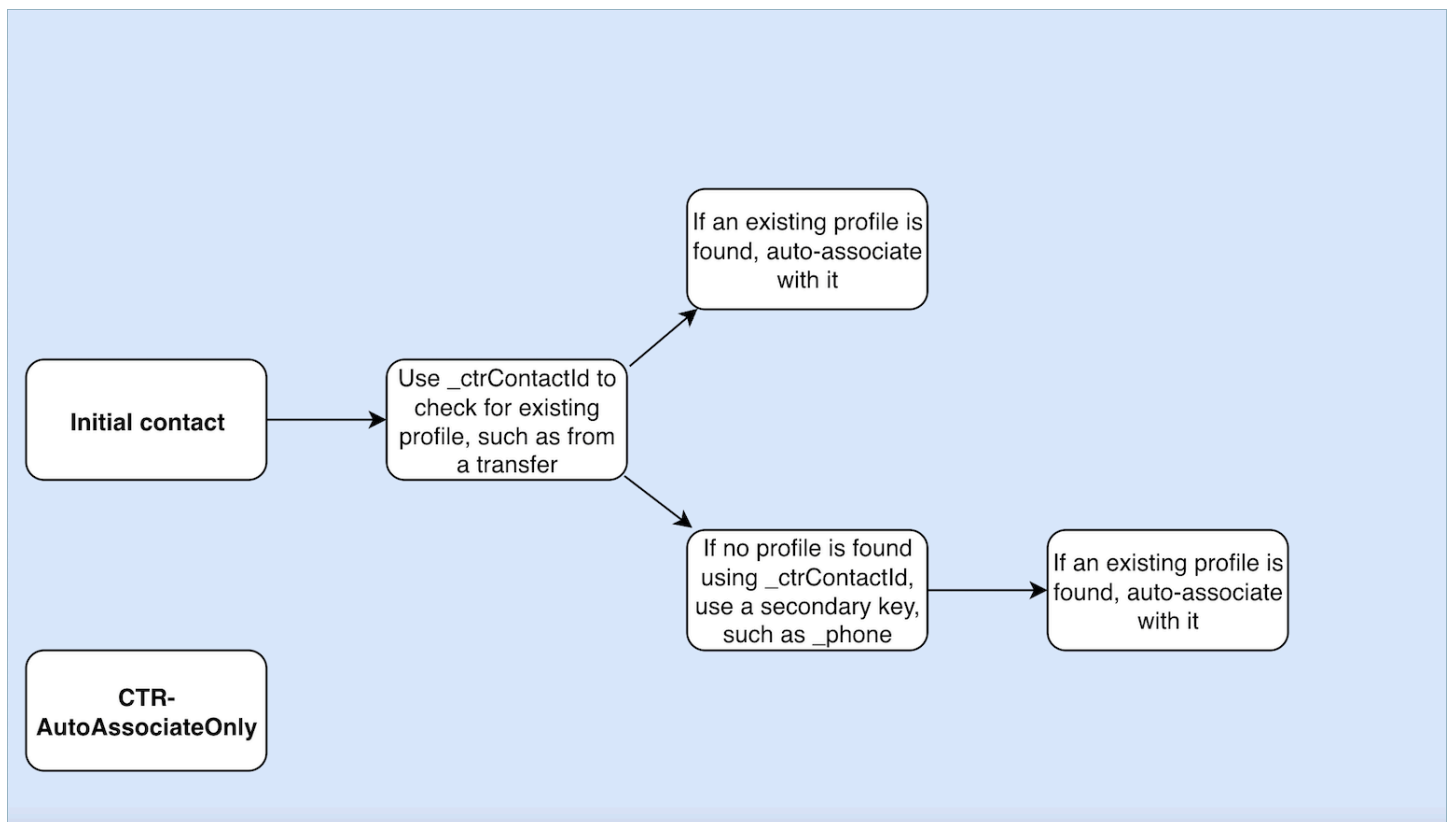 If an existing profile is
found, auto-associate
with it
Initial contact
Use _ctrContactId to
check for existing
profile, such as from
a transfer
If no profile is found
using _ctrContactId,
use a secondary key,
such as _phone
If an existing profile is
found, auto-associate
with it
CTR-
AutoAssociateOnly